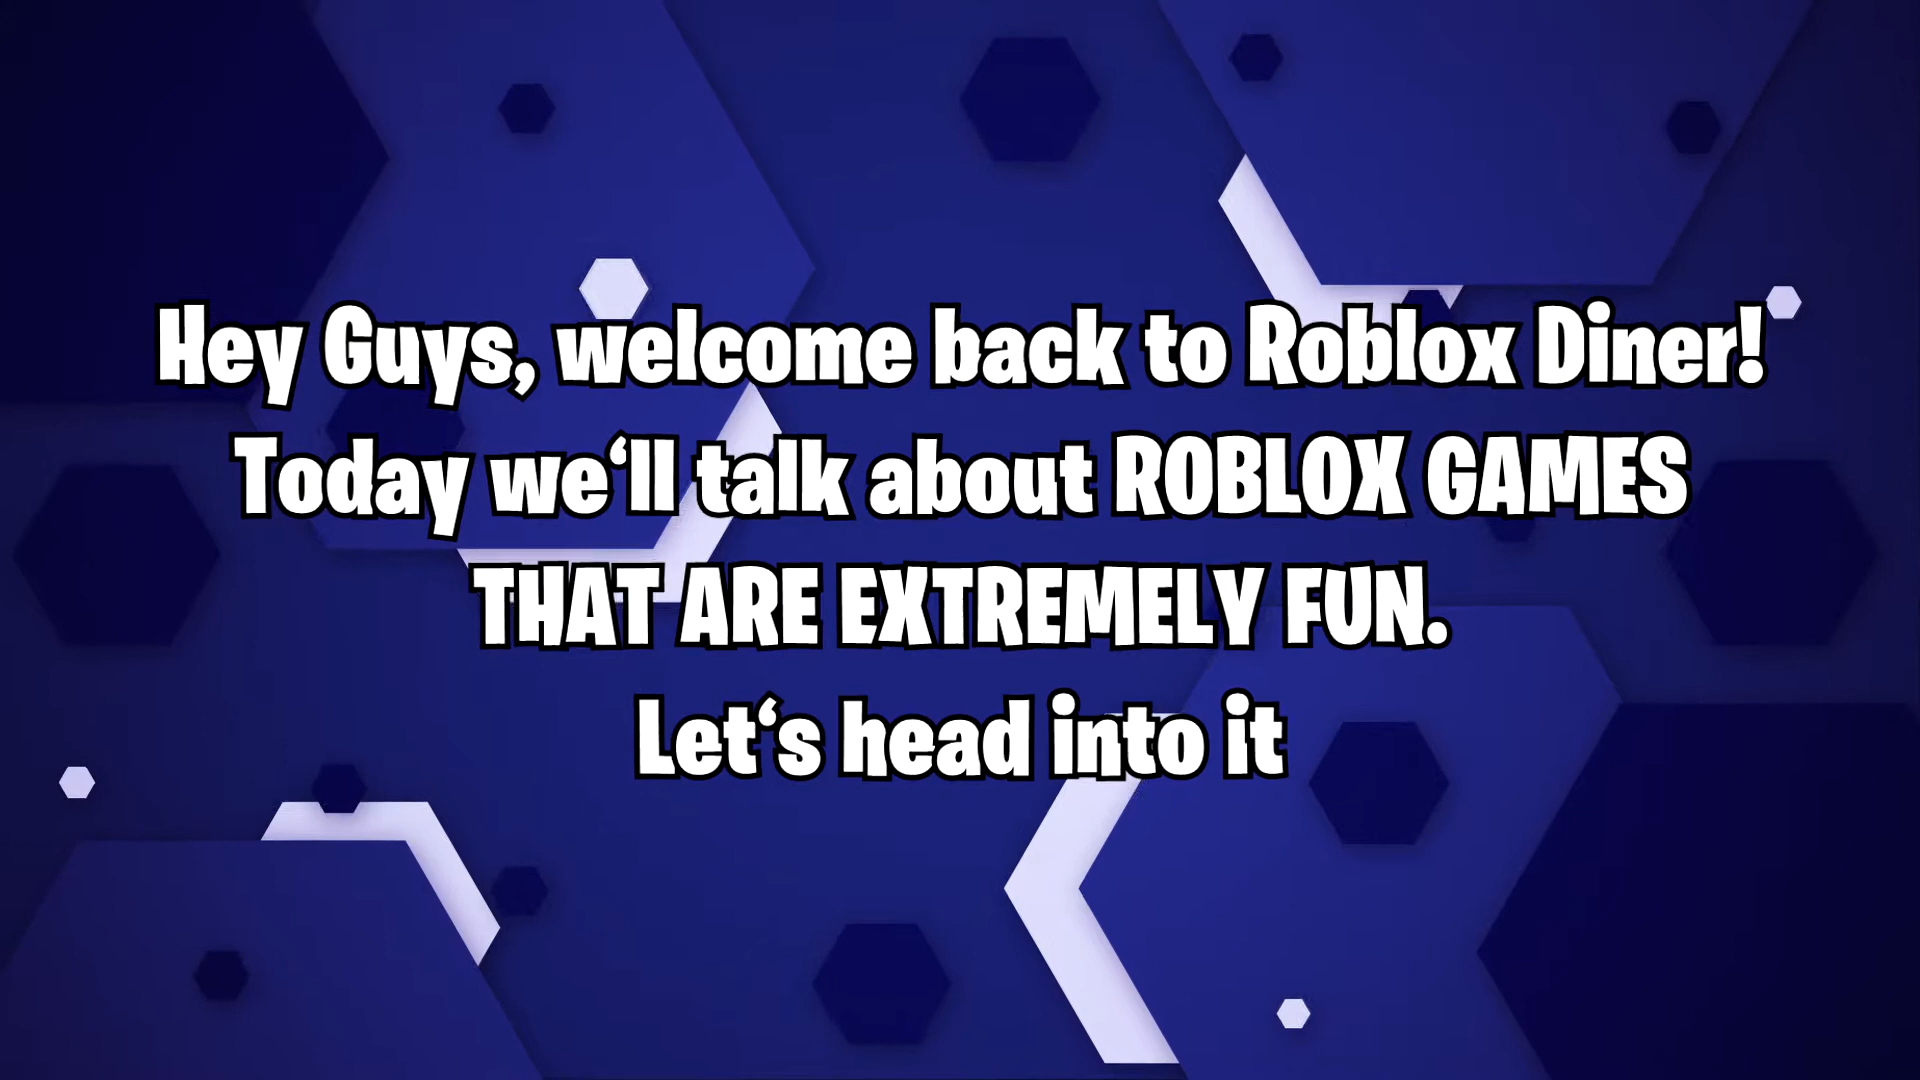 Hey Guys, welcome back to Roblox Diner!
Today we‘ll talk about ROBLOX GAMES
THAT ARE EXTREMELY FUN.
Let‘s head into it